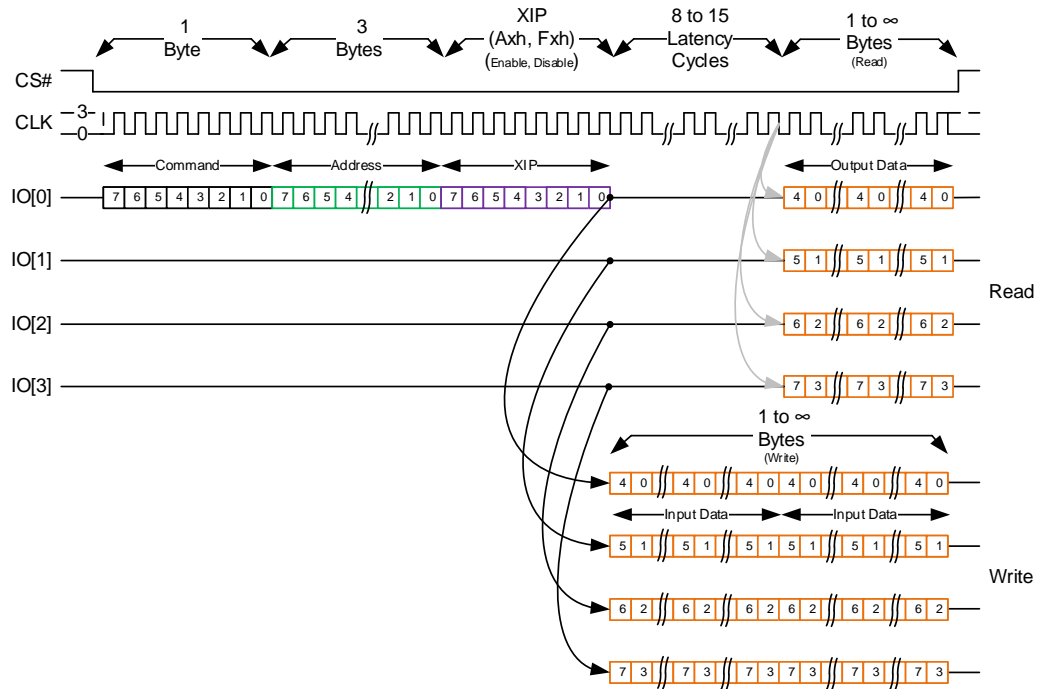 1 Byte
3 Bytes
XIP (Axh, Fxh) (Enable, Disable)
8 to 15 Latency Cycles
1 to ∞ Bytes (Read)
CS#
CLK 3 0
Command Address XIP Output Data
IO[0] 7 6 5 4 3 2 1 0 7 6 5 4 2 1 0 7 6 5 4 3 2 1 0 4 0 4 0 4 0
IO[1] 5 1 5 1 5 1
Read
IO[2] 6 2 6 2 6 2
IO[3] 7 3 7 3 7 3
1 to ∞ Bytes (Write)
4 0 4 0 4 0 4 0 4 0 4 0
Input Data Input Data
5 1 5 1 5 1 5 1 5 1 5 1
Write
6 2 6 2 6 2 6 2 6 2 6 2
7 3 7 3 7 3 7 3 7 3 7 3